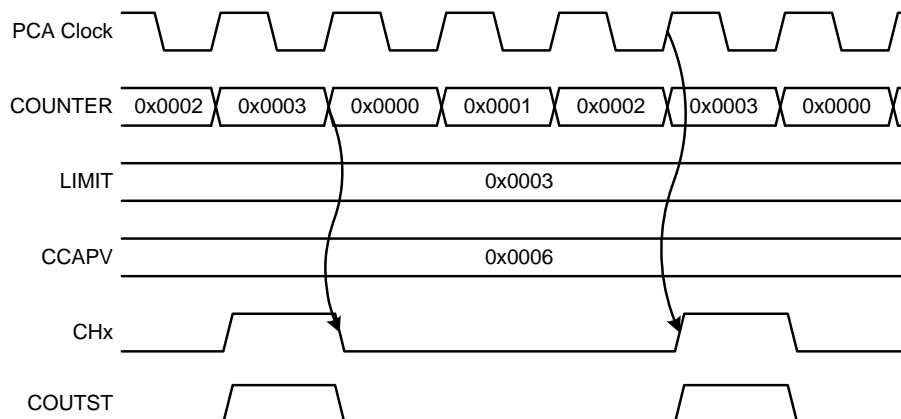 PCA Clock
COUNTER 0x0002 0x0003 0x0000 0x0001 0x0002 0x0003 0x0000
LIMIT 0x0003
CCAPV 0x0006
CHx
COUTST